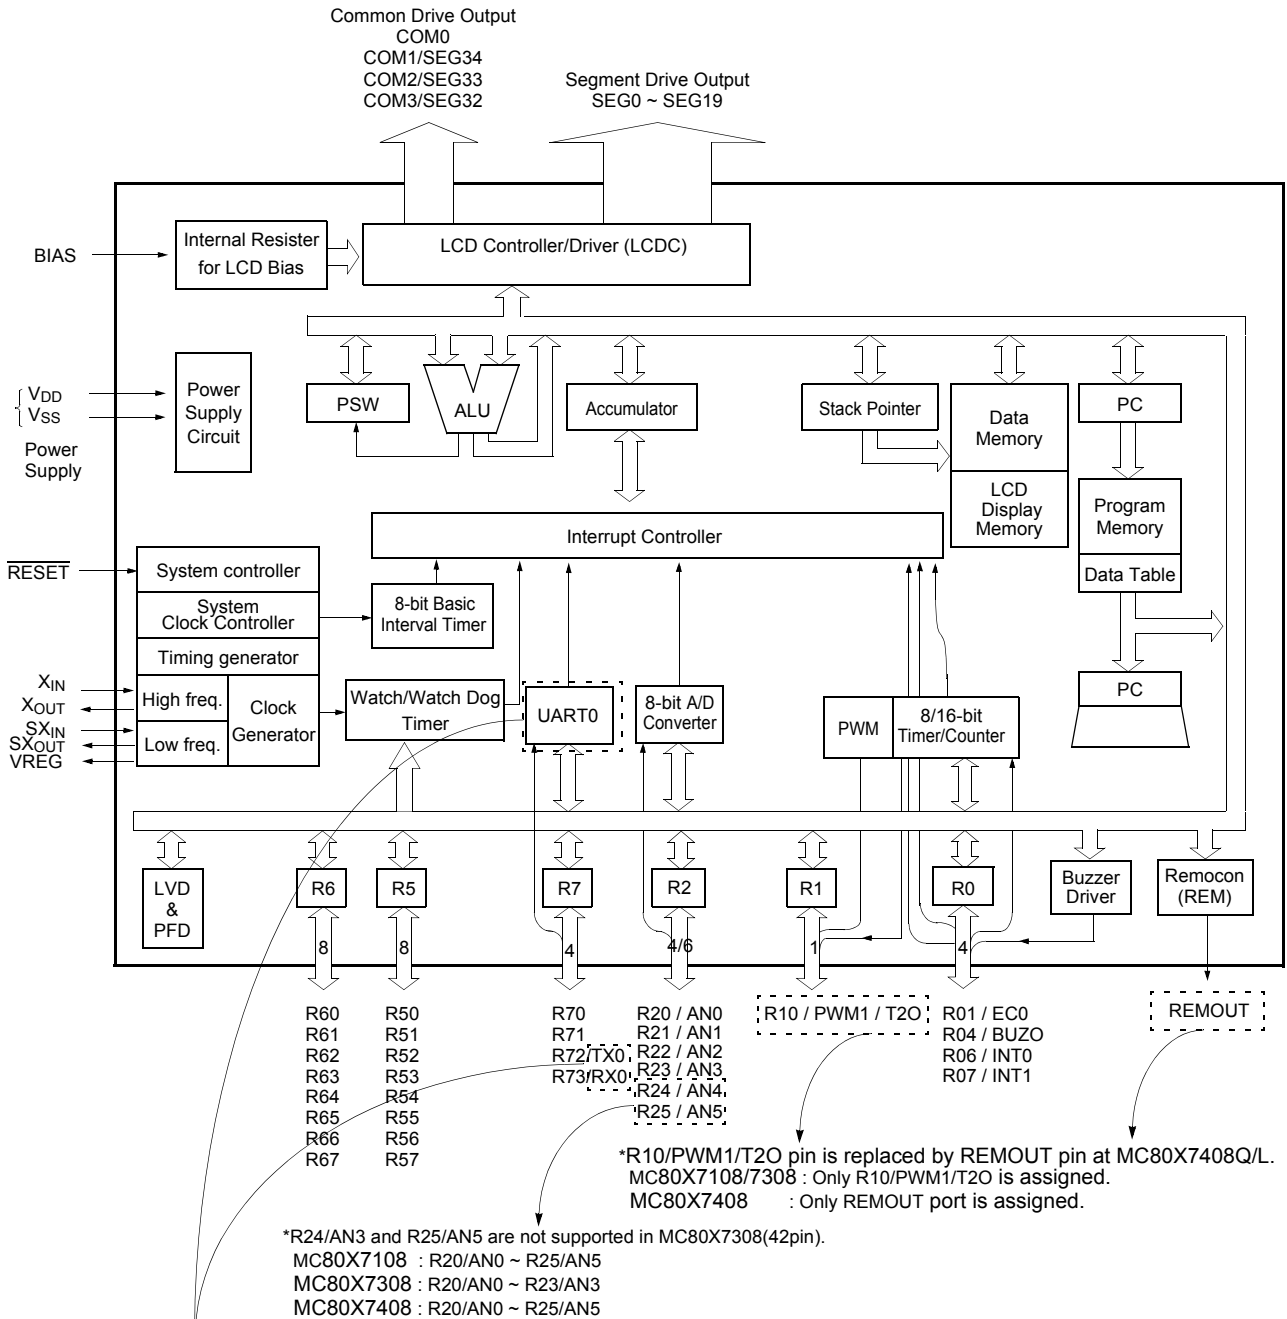 Common Drive Output
COM0
COM1/SEG34
COM2/SEG33
COM3/SEG32
Segment Drive Output
SEG0 ~ SEG19
BIAS
Internal Resister
for LCD Bias
LCD Controller/Driver (LCDC)
VDD
VSS
Power
Supply
Power
Supply
Circuit
PSW
ALU
Accumulator
Stack Pointer
Data
Memory
LCD
Display
Memory
PC
Program
Memory
Data Table
PC
Interrupt Controller
RESET
System controller
System
Clock Controller
Timing generator
High freq.
Low freq.
Clock
Generator
XIN
XOUT
SXIN
SXOUT
VREG
8-bit Basic
Interval Timer
Watch/Watch Dog
Timer
UART0
8-bit A/D
Converter
PWM
8/16-bit
Timer/Counter
LVD
&
PFD
R6
R5
R7
R2
R1
R0
Buzzer
Driver
Remocon
(REM)
8
8
4
4/6
1
4
R60
R61
R62
R63
R64
R65
R66
R67
R50
R51
R52
R53
R54
R55
R56
R57
R70
R71
R72/TX0
R73/RX0
R20 / AN0
R21 / AN1
R22 / AN2
R23 / AN3
R24 / AN4
R25 / AN5
R10 / PWM1 / T2O
R01 / EC0
R04 / BUZO
R06 / INT0
R07 / INT1
REMOUT
*R10/PWM1/T2O pin is replaced by REMOUT pin at MC80X7408Q/L.
MC80X7108/7308 : Only R10/PWM1/T2O is assigned.
MC80X7408 : Only REMOUT port is assigned.
*R24/AN3 and R25/AN5 are not supported in MC80X7308(42pin).
MC80X7108 : R20/AN0 ~ R25/AN5
MC80X7308 : R20/AN0 ~ R23/AN3
MC80X7408 : R20/AN0 ~ R25/AN5